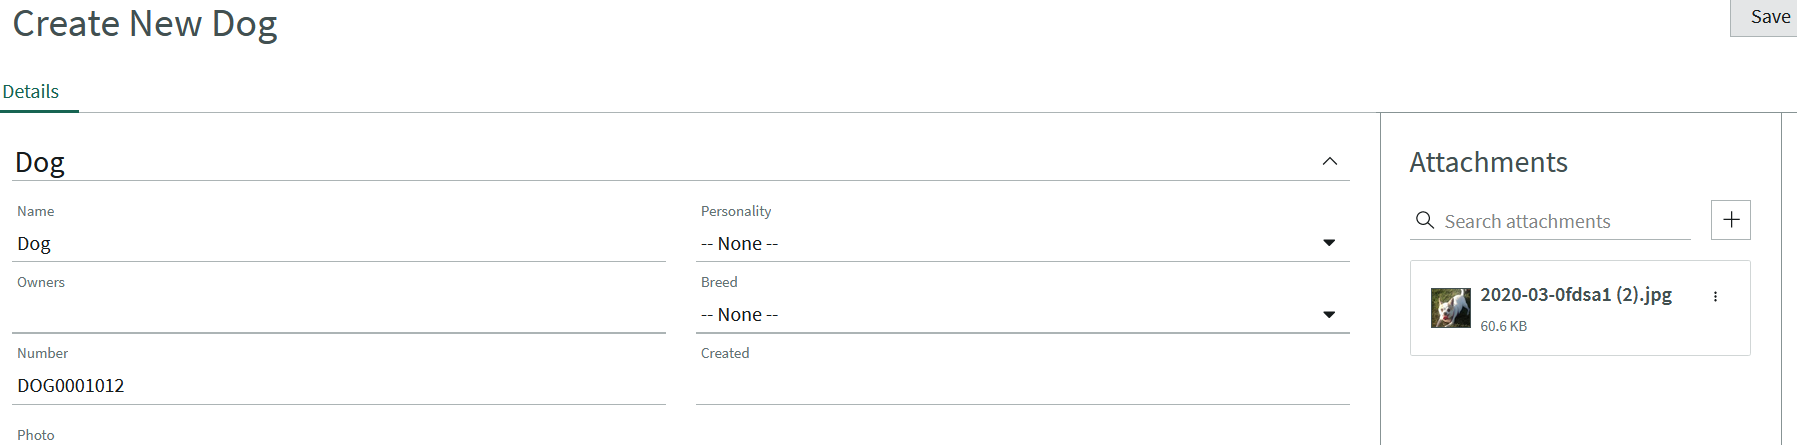 Create New Dog
Save
Details
Dog
Name
Dog
Personality
-- None --
Owners
Breed
-- None --
Number
DOG0001012
Created
Photo
Attachments
Search attachments
2020-03-0fdsa1 (2).jpg
60.6 KB